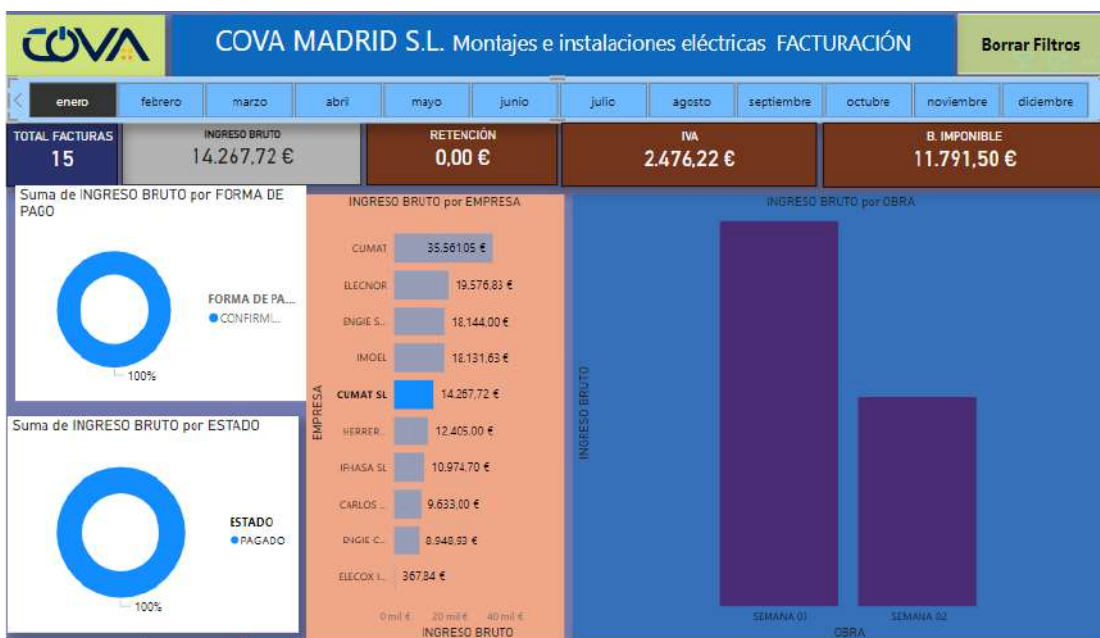 COVA
COVA MADRID S.L. Montajes e instalaciones eléctricas FACTURACIÓN
Borrar Filtros
enero
febrero
marzo
abril
mayo
junio
julio
agosto
septiembre
octubre
noviembre
diciembre
TOTAL FACTURAS
15
INGRESO BRUTO
14.267,72 €
RETENCIÓN
0,00 €
IVA
2.476,22 €
B. IMPONIBLE
11.791,50 €
Suma de INGRESO BRUTO por FORMA DE
PAGO
FORMA DE PA...
CONFIRMI...
100%
Suma de INGRESO BRUTO por ESTADO
ESTADO
PAGADO
100%
INGRESO BRUTO por EMPRESA
EMPRESA
CUMAT 35.561,05 €
ELECNOR 19.576,83 €
ENGIE S... 18.144,00 €
IMOEL 18.131,63 €
CUMAT SL 14.267,72 €
HERRER... 12.405,00 €
IPHASA SL 10.974,70 €
CARLOS ... 9.633,00 €
ENGIE C... 8.948,93 €
ELECOX I... 367,84 €
0 mil € 20 mil € 40 mil €
INGRESO BRUTO
INGRESO BRUTO por OBRA
INGRESO BRUTO
SEMANA 01 SEMANA 02
OBRA